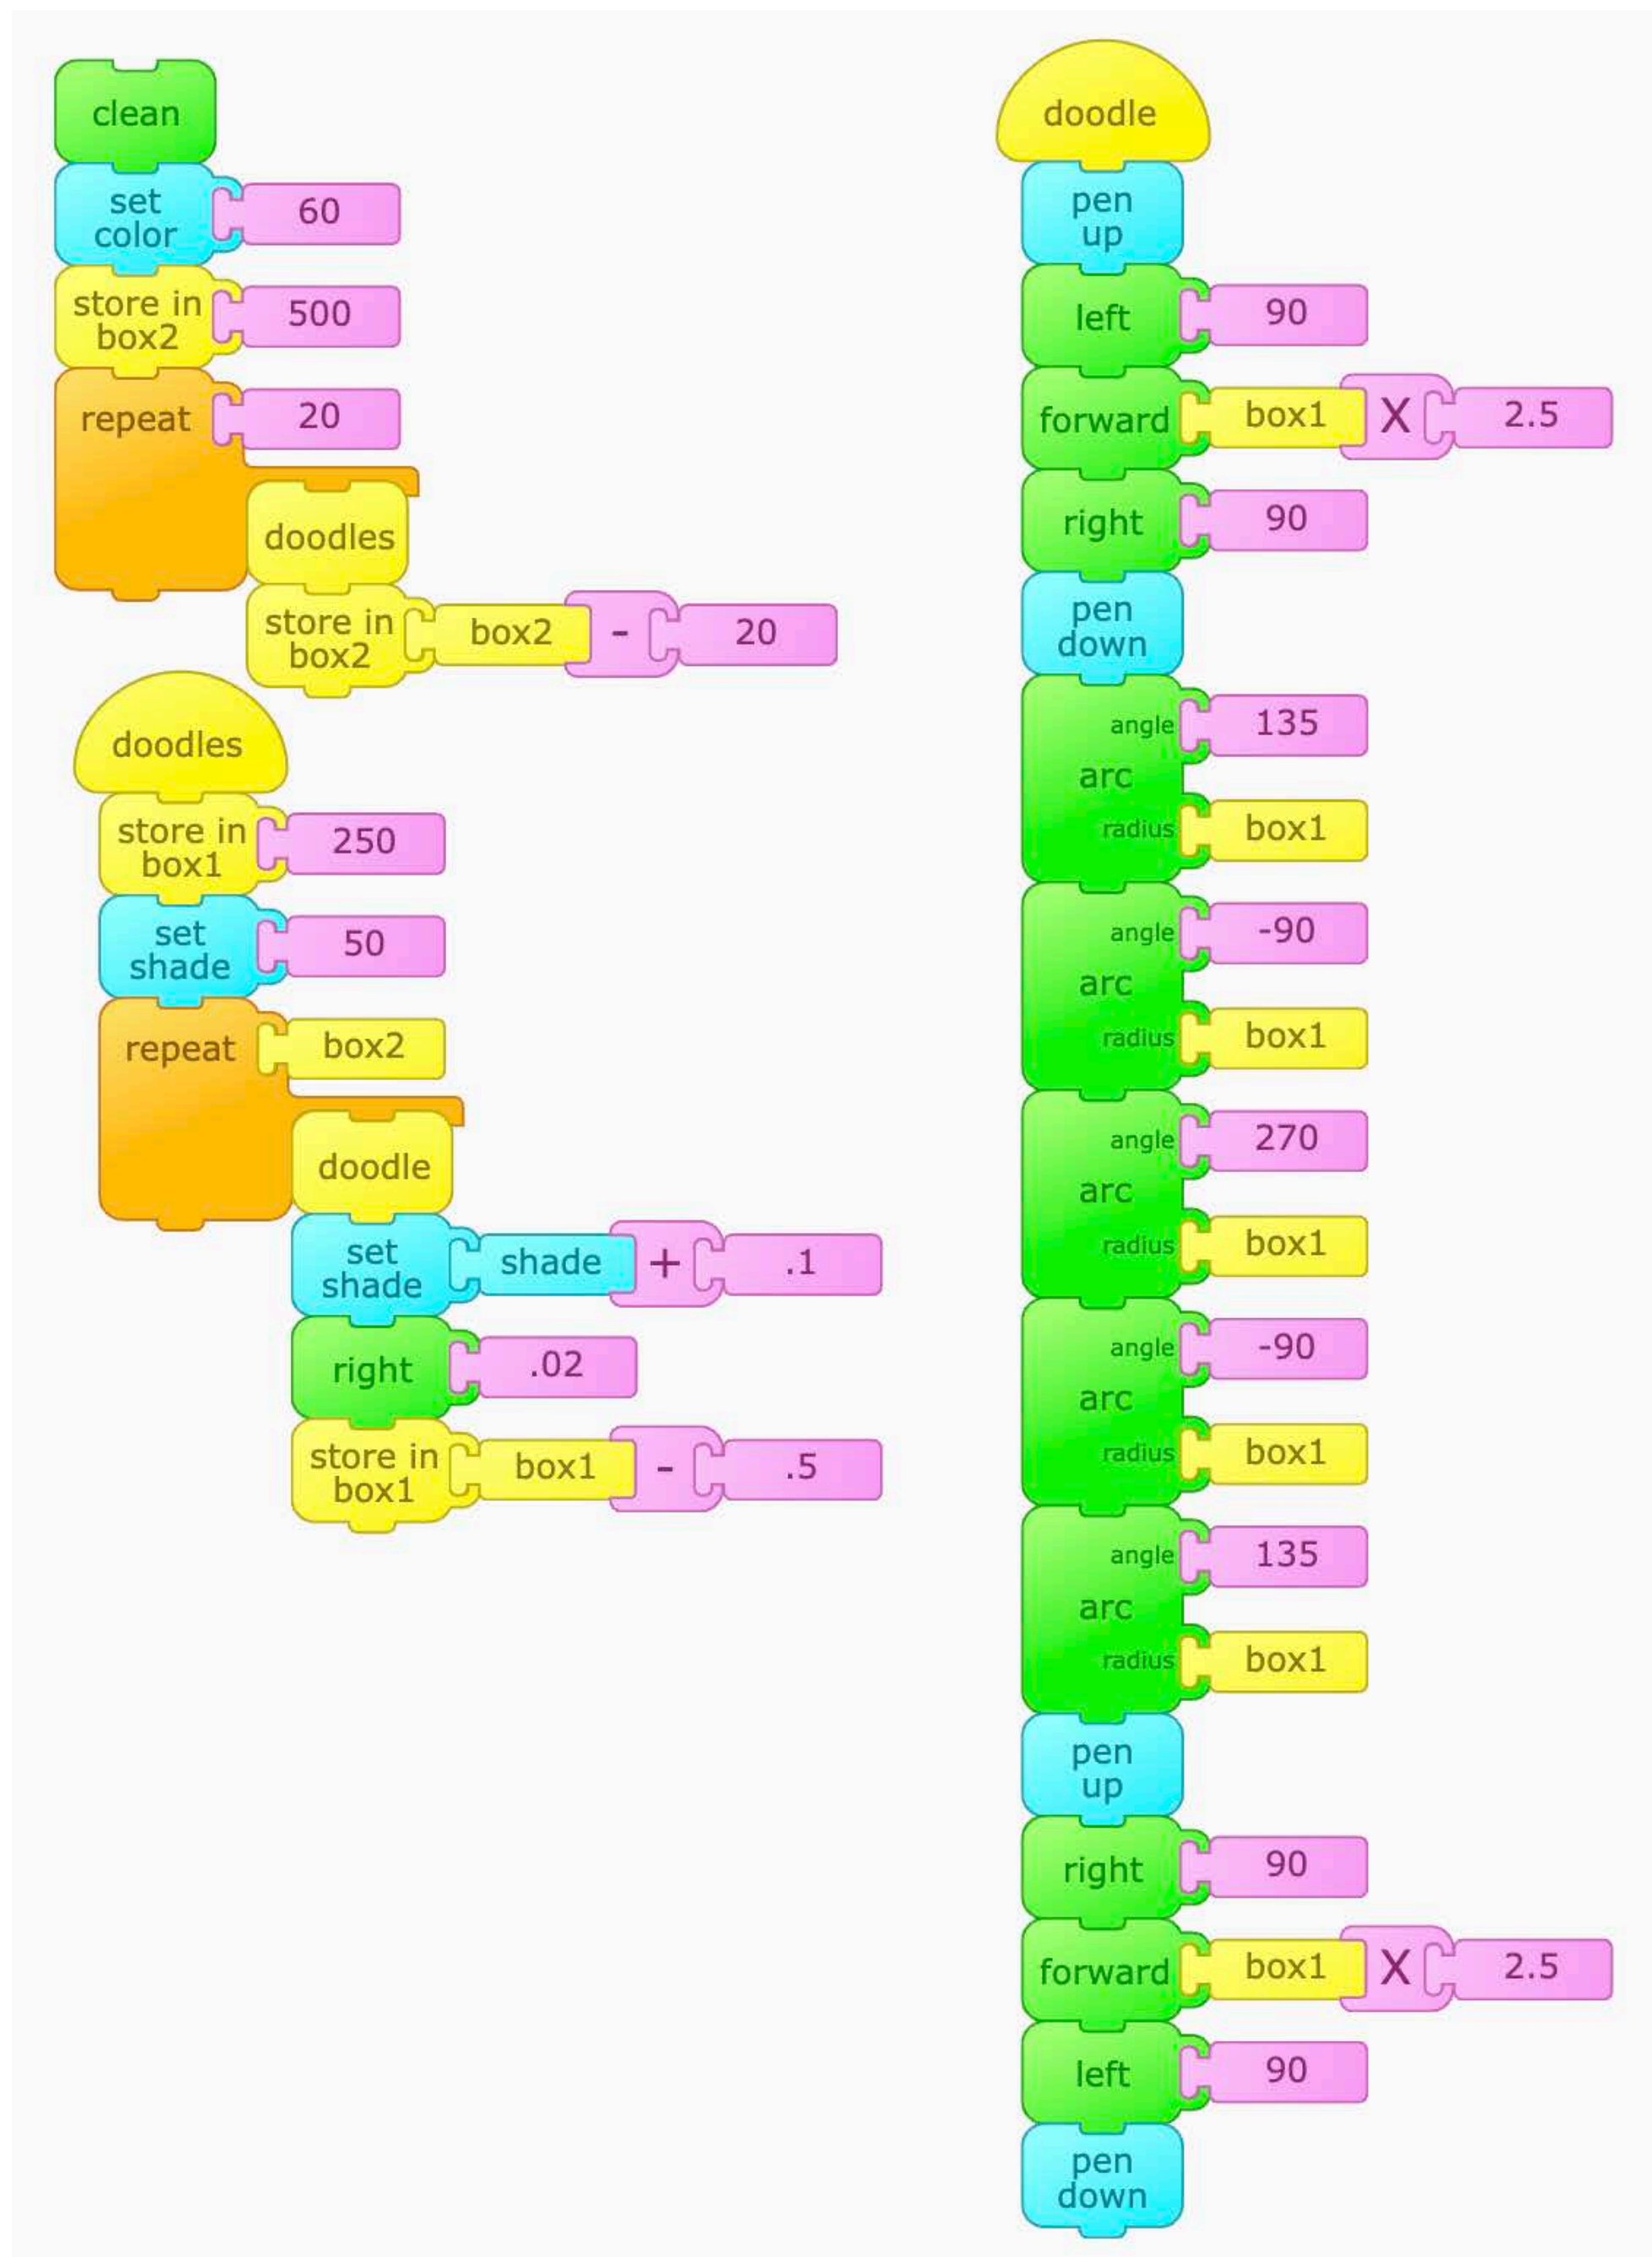 clean
set
color
60
store in
box2
500
repeat
20
doodles
store in
box2
box2 - 20
doodles
store in
box1
250
set
shade
50
repeat
box2
doodle
set
shade
shade + .1
right
.02
store in
box1
box1 - .5
doodle
pen
up
left
90
forward box1 X 2.5
right
90
pen
down
angle 135
arc
radius box1
angle -90
arc
radius box1
angle 270
arc
radius box1
angle -90
arc
radius box1
angle 135
arc
radius box1
pen
up
right
90
forward box1 X 2.5
left
90
pen
down